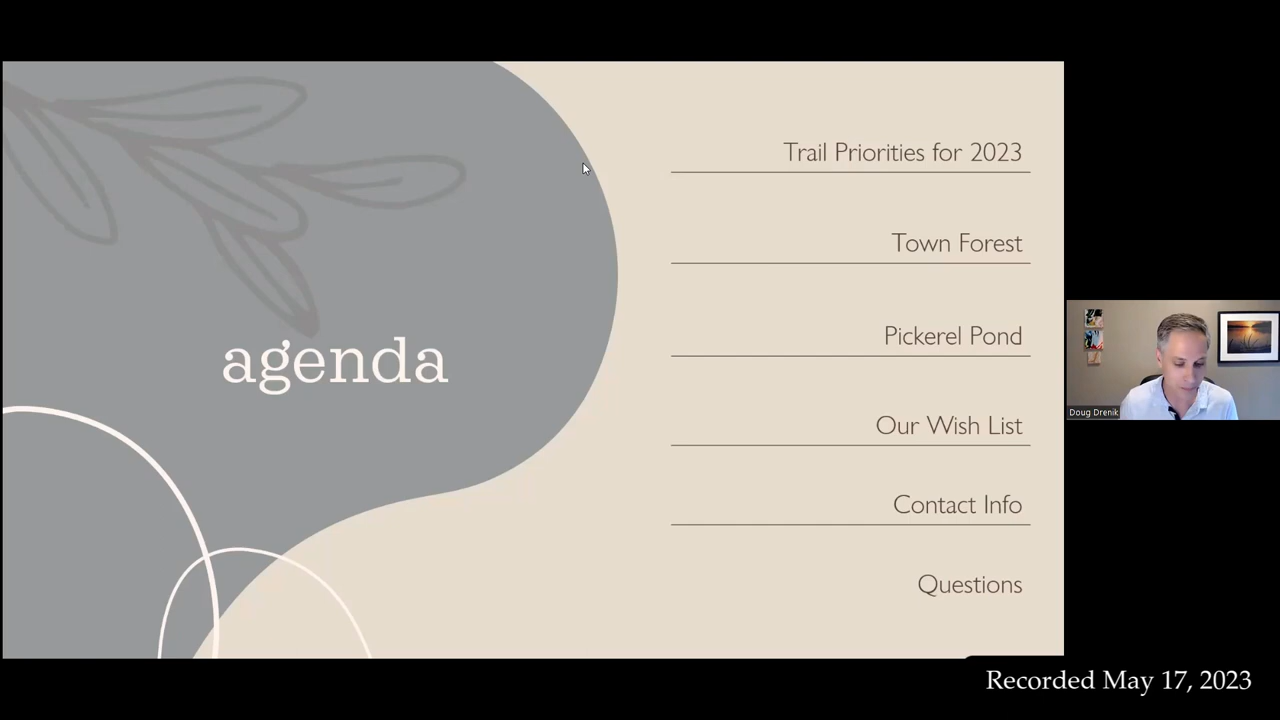 agenda
Trail Priorities for 2023
Town Forest
Pickerel Pond
Our Wish List
Contact Info
Questions
Doug Drenik
Recorded May 17, 2023